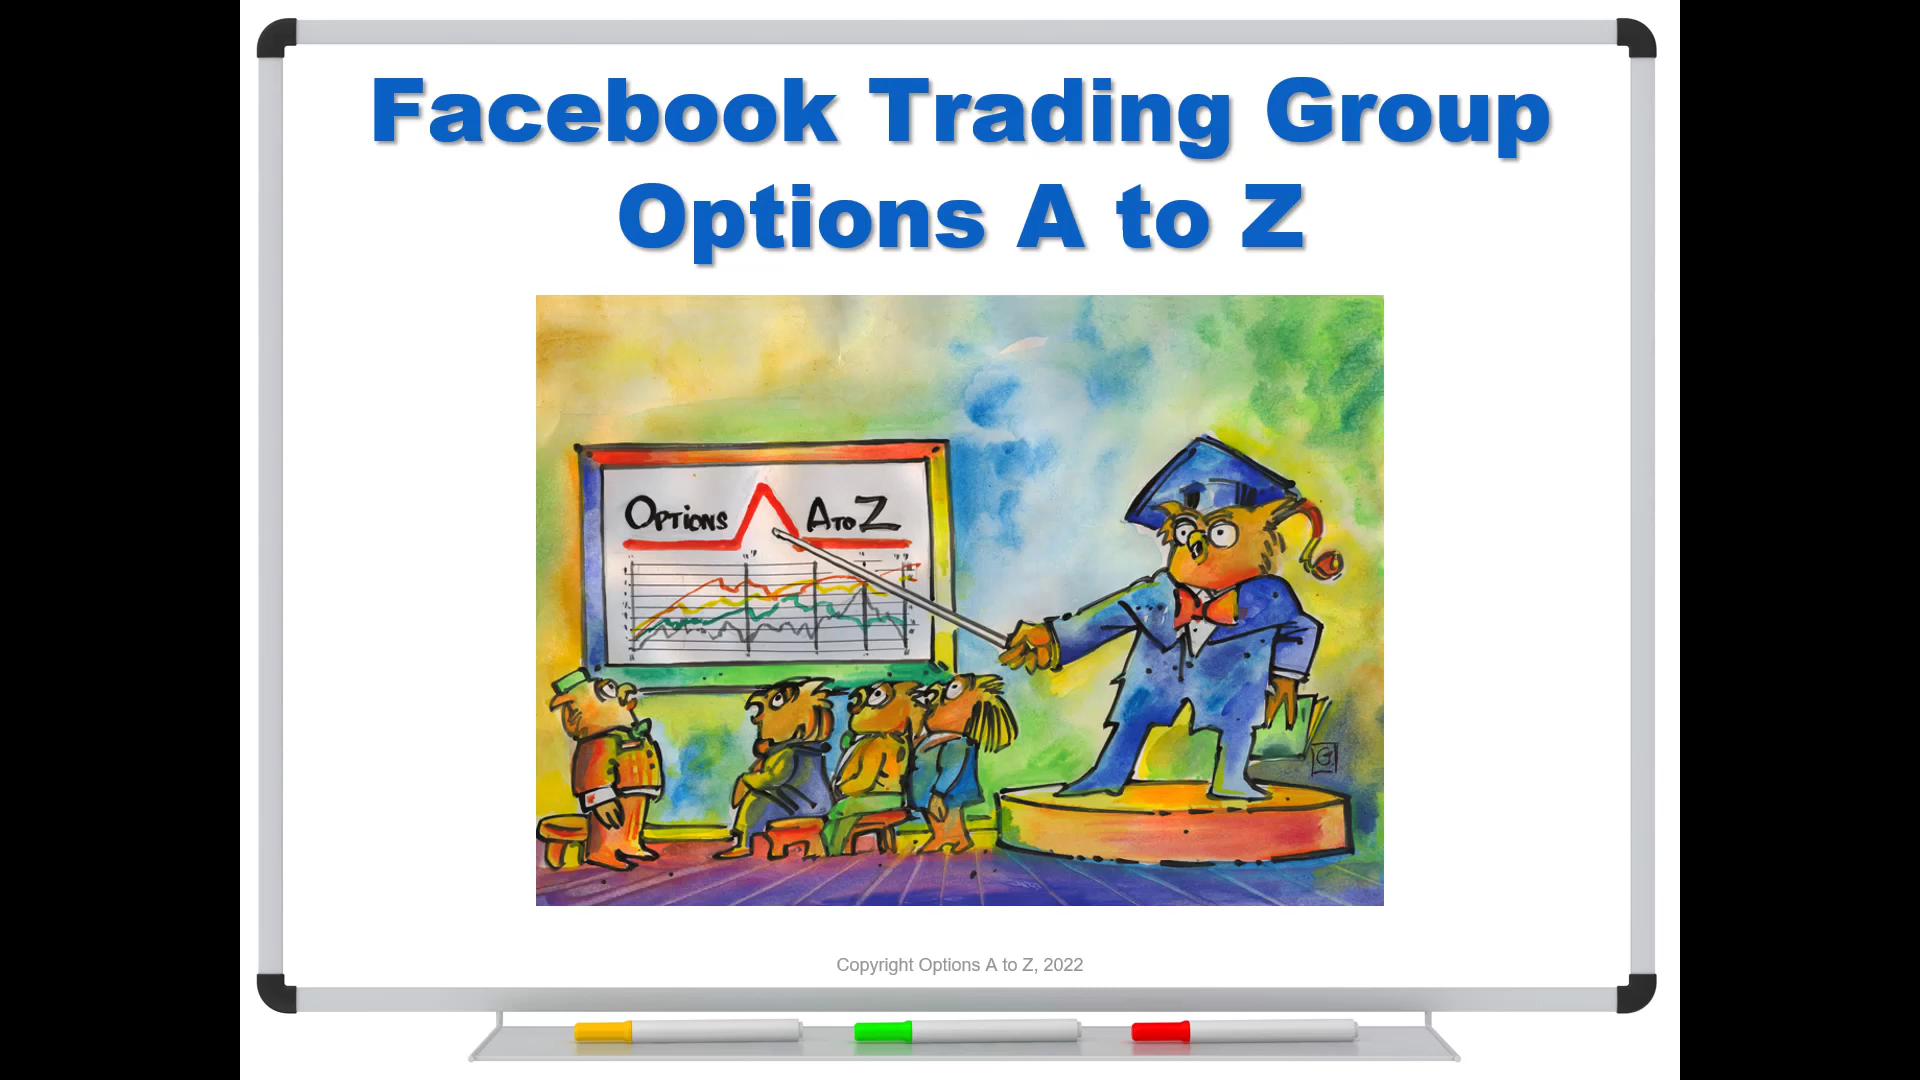 Facebook Trading Group
Options A to Z
OPTIONS A TO Z
G
Copyright Options A to Z, 2022